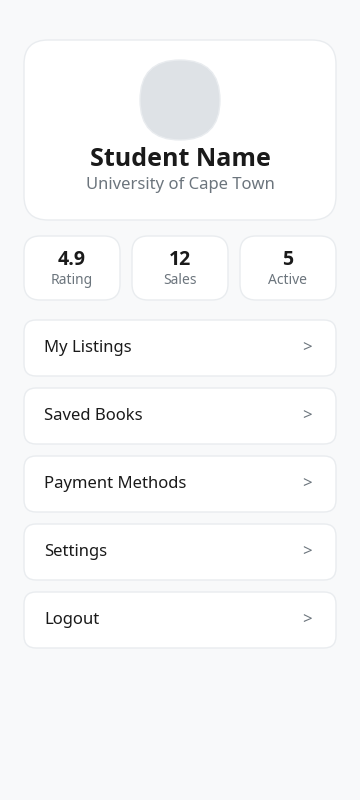 Student Name
University of Cape Town
4.9 12 5
Rating Sales Active
My Listings >
Saved Books >
Payment Methods >
Settings >
Logout >